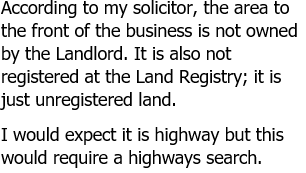 According to my solicitor, the area to
the front of the business is not owned
by the Landlord. It is also not
registered at the Land Registry; it is
just unregistered land.
I would expect it is highway but this
would require a highways search.